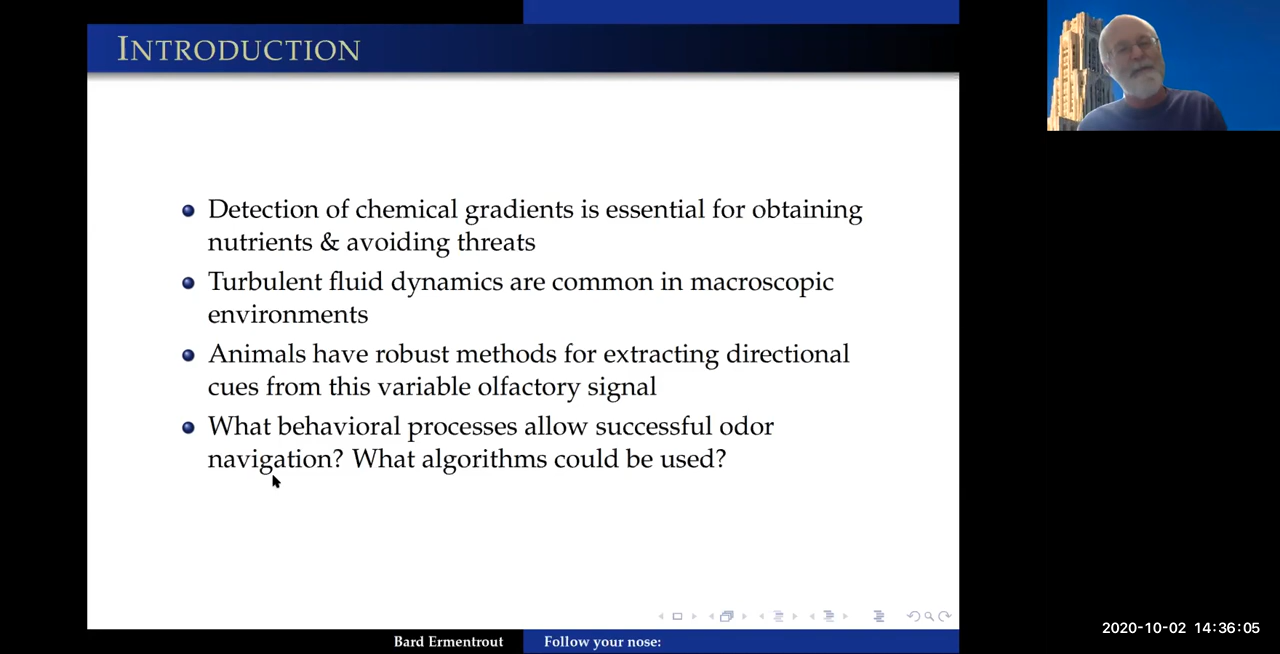 INTRODUCTION
Detection of chemical gradients is essential for obtaining
nutrients & avoiding threats
Turbulent fluid dynamics are common in macroscopic
environments
Animals have robust methods for extracting directional
cues from this variable olfactory signal
What behavioral processes allow successful odor
navigation? What algorithms could be used?
Bard Ermentrout
Follow your nose:
2020-10-02 14:36:05